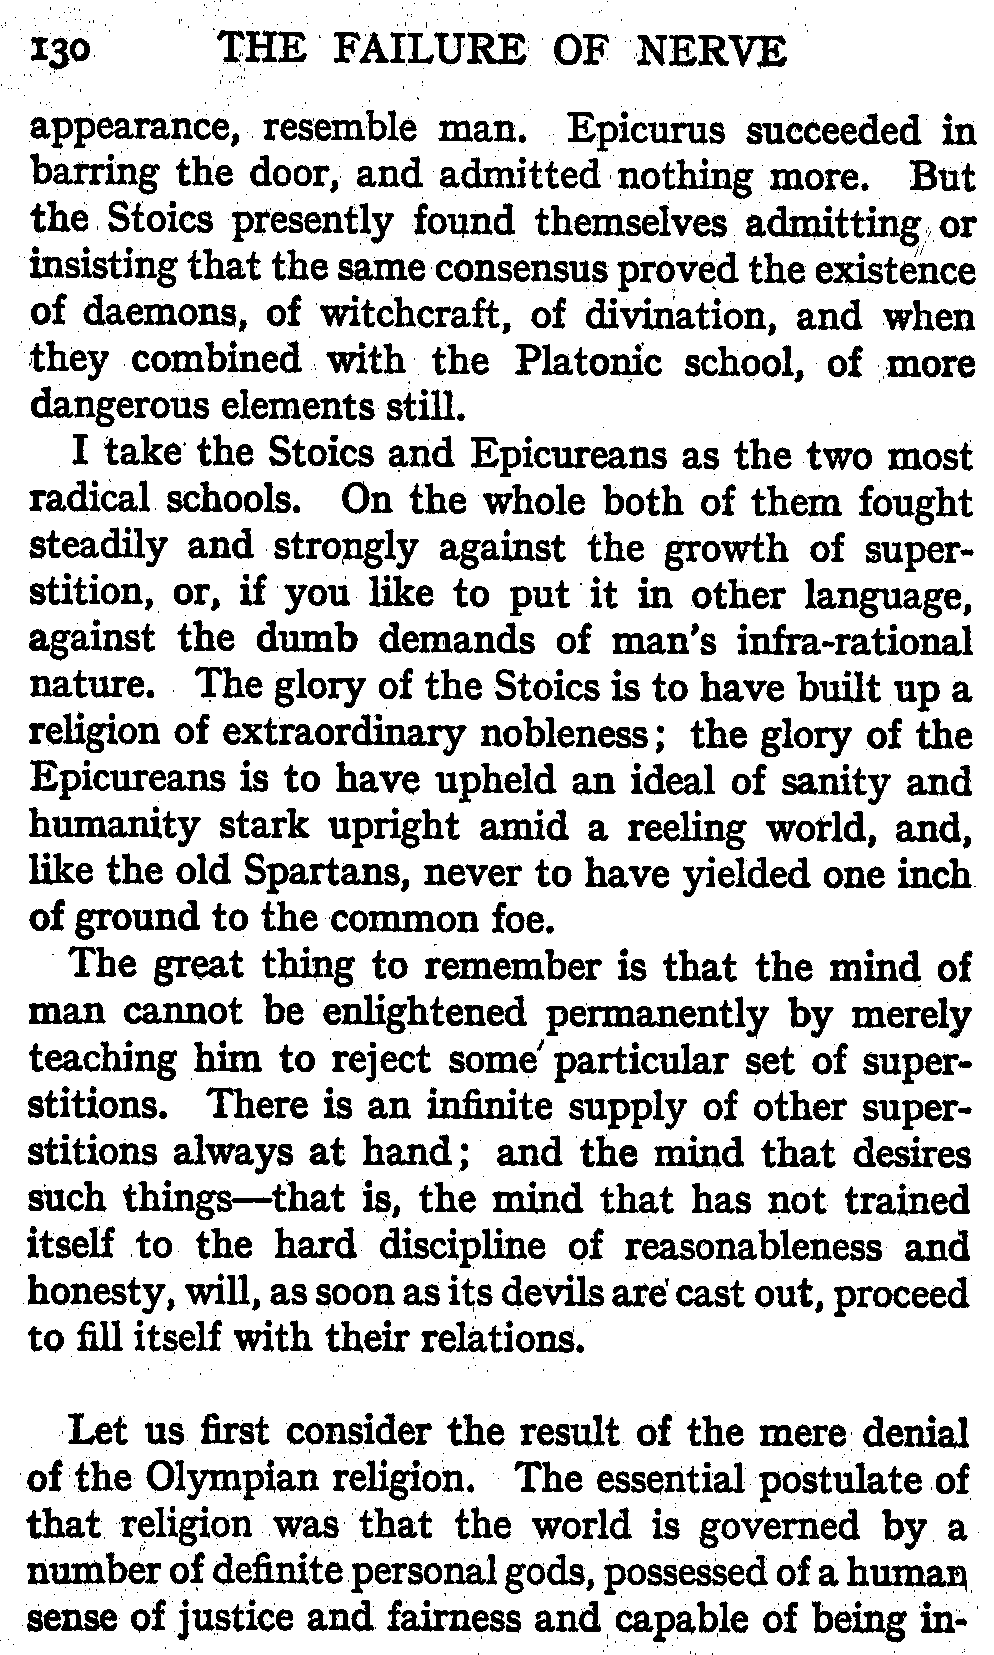 130 THE FAILURE OF NERVE
appearance, resemble man. Epicurus succeeded in
barring the door, and admitted nothing more. But
the Stoics presently found themselves admitting or
insisting that the same consensus proved the existence
of daemons, of witchcraft, of divination, and when
they combined with the Platonic school, of more
dangerous elements still.
I take the Stoics and Epicureans as the two most
radical schools. On the whole both of them fought
steadily and strongly against the growth of super-
stition, or, if you like to put it in other language,
against the dumb demands of man's infra-rational
nature. The glory of the Stoics is to have built up a
religion of extraordinary nobleness; the glory of the
Epicureans is to have upheld an ideal of sanity and
humanity stark upright amid a reeling world, and,
like the old Spartans, never to have yielded one inch
of ground to the common foe.
The great thing to remember is that the mind of
man cannot be enlightened permanently by merely
teaching him to reject some particular set of super-
stitions. There is an infinite supply of other super-
stitions always at hand; and the mind that desires
such things—that is, the mind that has not trained
itself to the hard discipline of reasonableness and
honesty, will, as soon as its devils are cast out, proceed
to fill itself with their relations.
Let us first consider the result of the mere denial
of the Olympian religion. The essential postulate of
that religion was that the world is governed by a
number of definite personal gods, possessed of a human
sense of justice and fairness and capable of being in-